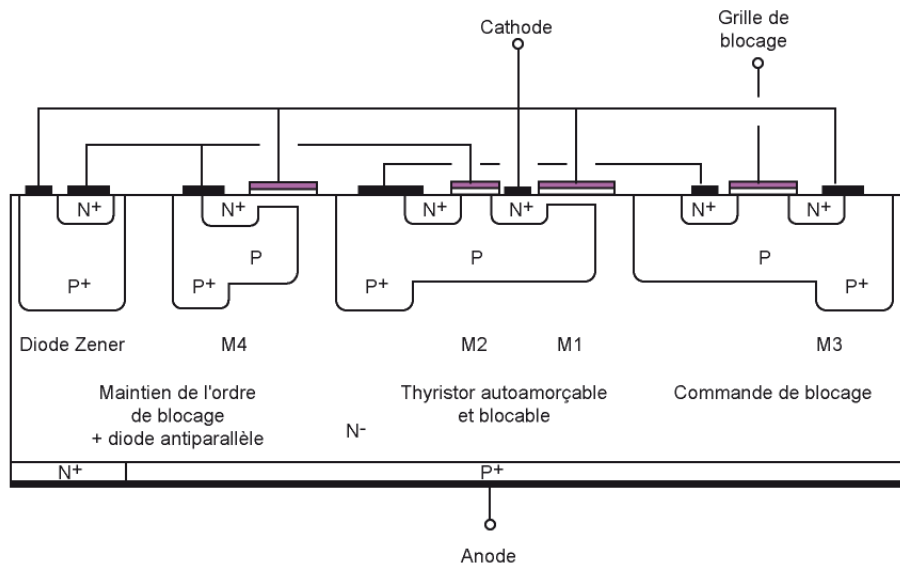 Cathode
Grille de
blocage
N+
N+
N+
N+
N+
N+
P
P
P
P+
P+
P+
P+
Diode Zener
M4
M2
M1
M3
Maintien de l'ordre
de blocage
+ diode antiparallèle
Thyristor autoamorçable
et blocable
Commande de blocage
N-
N+
P+
Anode